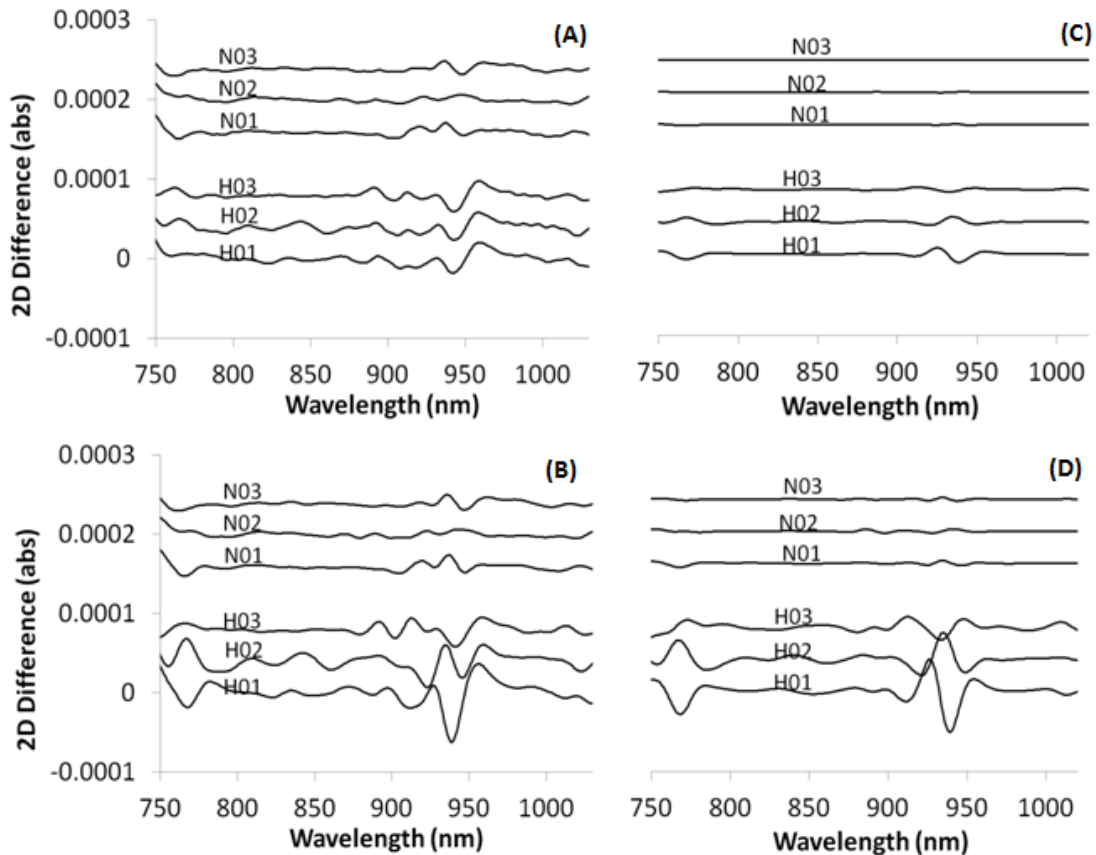 (A)
2D Difference (abs)
0.0003
0.0002
0.0001
0
-0.0001
N03
N02
N01
H03
H02
H01
750 800 850 900 950 1000
Wavelength (nm)
(C)
N03
N02
N01
H03
H02
H01
750 800 850 900 950 1000
Wavelength (nm)
(B)
2D Difference (abs)
0.0003
0.0002
0.0001
0
-0.0001
N03
N02
N01
H03
H02
H01
750 800 850 900 950 1000
Wavelength (nm)
(D)
N03
N02
N01
H03
H02
H01
750 800 850 900 950 1000
Wavelength (nm)